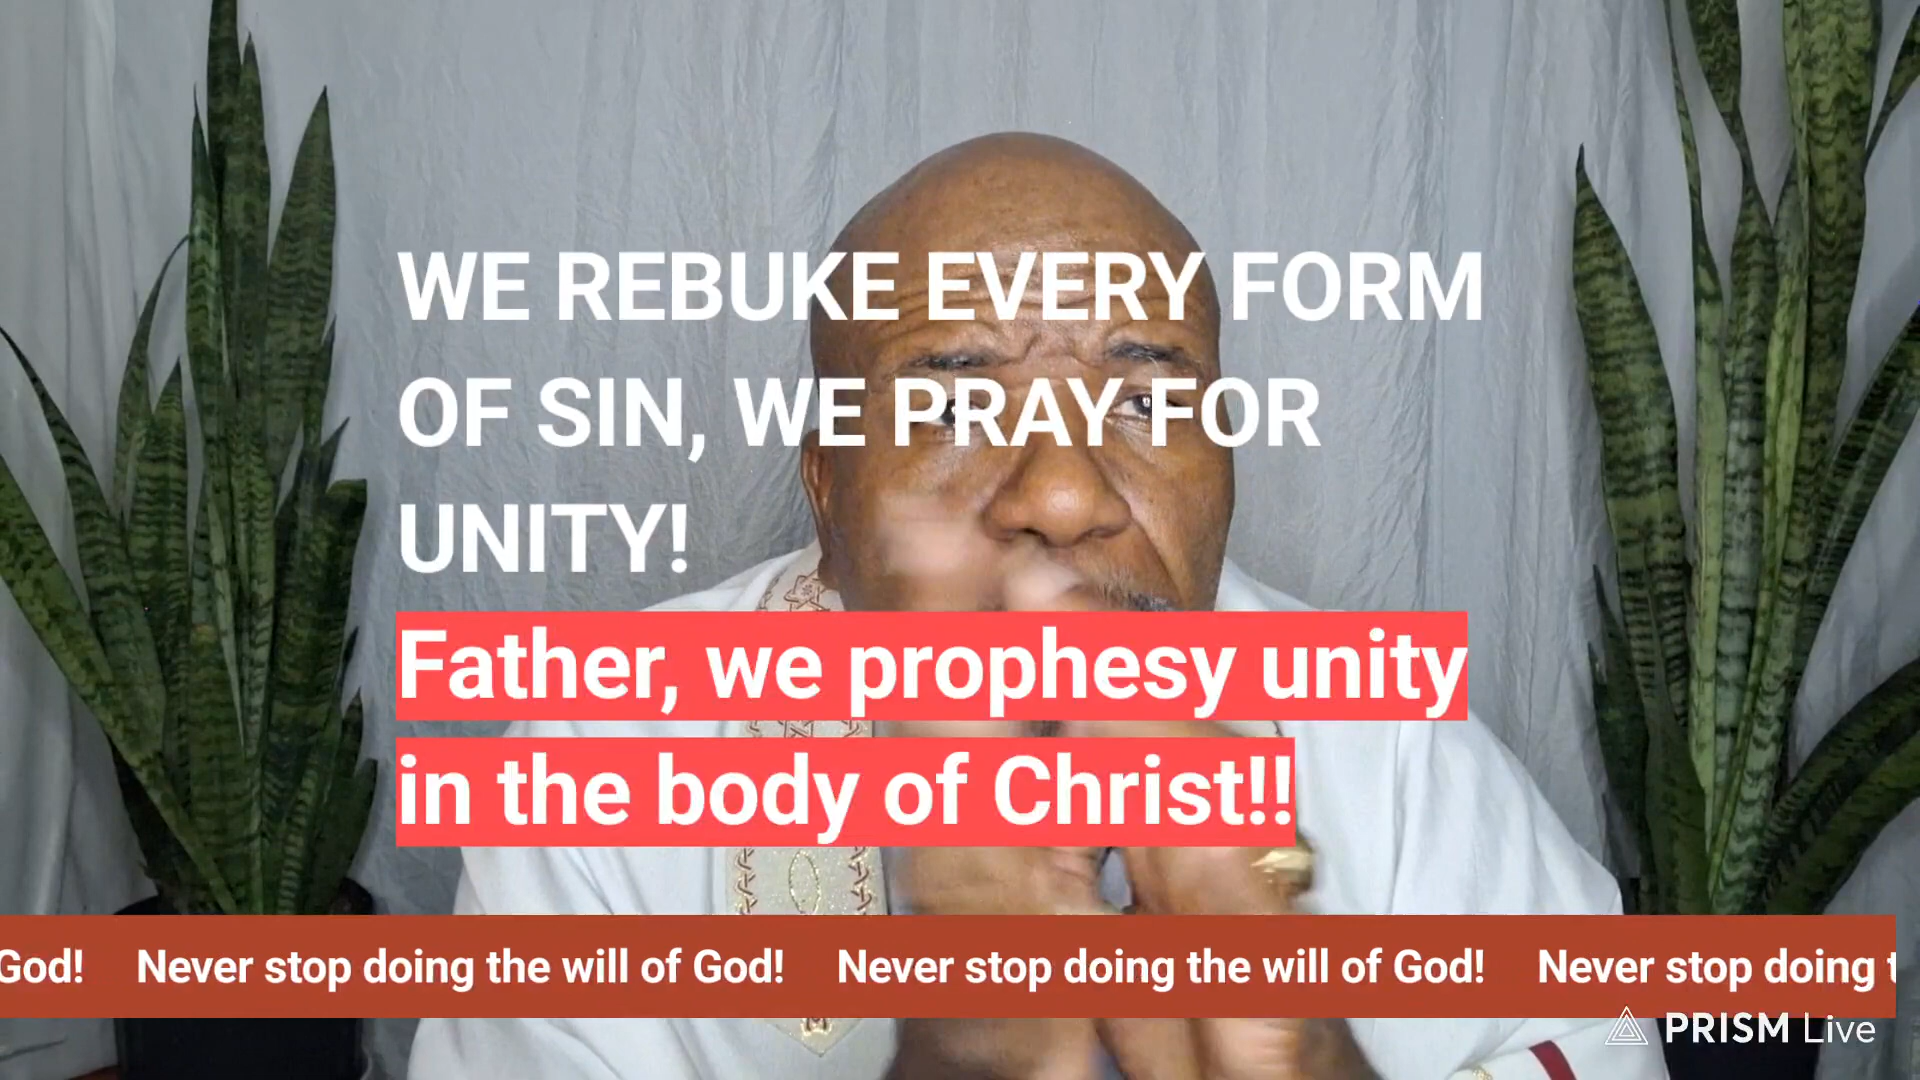 WE REBUKE EVERY FORM
OF SIN, WE PRAY FOR
UNITY!
Father, we prophesy unity
in the body of Christ!!
God! Never stop doing the will of God! Never stop doing the will of God! Never stop doing
PRISM Live